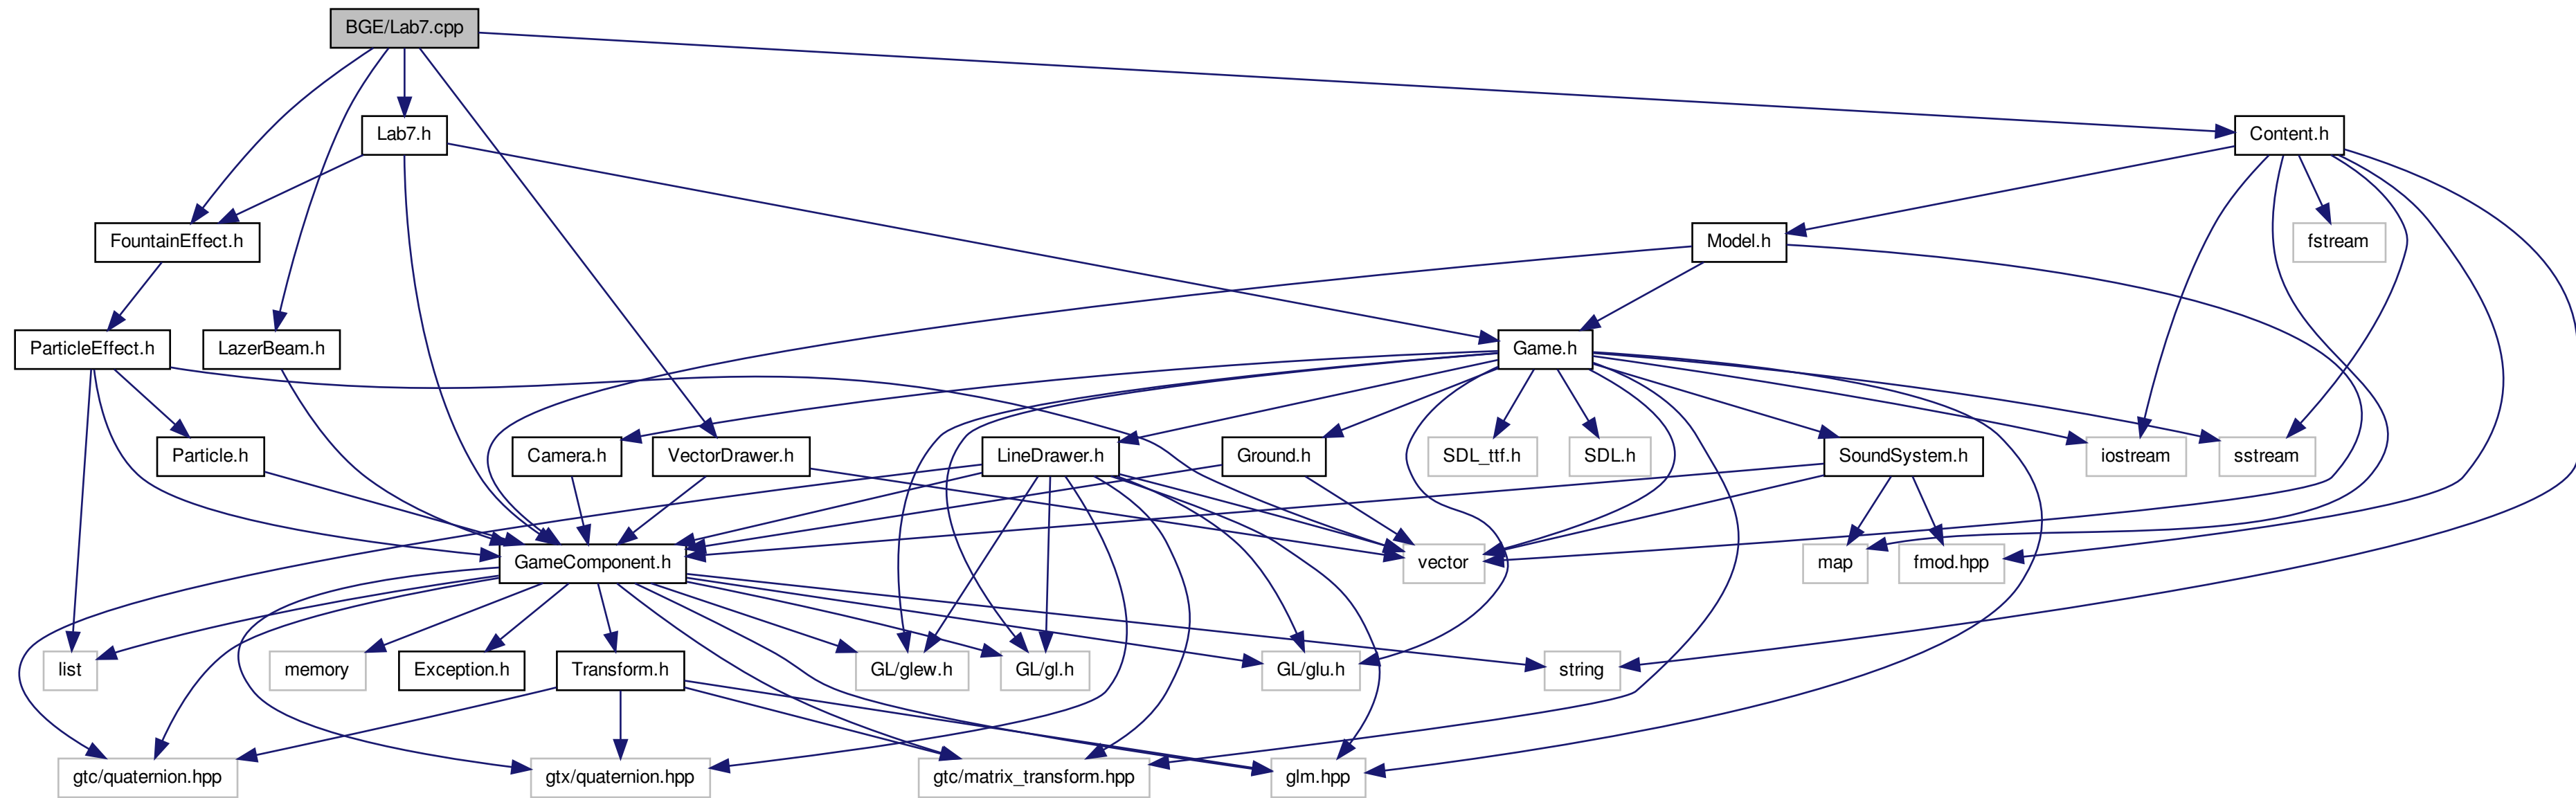 BGE/Lab7.cpp
Lab7.h
Content.h
FountainEffect.h
Model.h
fstream
ParticleEffect.h
LazerBeam.h
Game.h
Particle.h
Camera.h
VectorDrawer.h
LineDrawer.h
Ground.h
SDL_ttf.h
SDL.h
SoundSystem.h
iostream
sstream
GameComponent.h
vector
map
fmod.hpp
list
memory
Exception.h
Transform.h
GL/glew.h
GL/gl.h
GL/glu.h
string
gtc/quaternion.hpp
gtx/quaternion.hpp
gtc/matrix_transform.hpp
glm.hpp